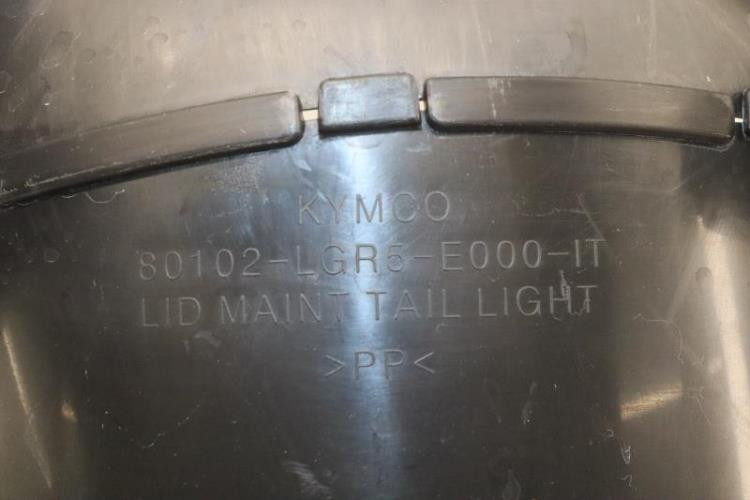 KYMCO
80102-LGR5-E000-IT
LID MAINT TAIL LIGHT
>PP<